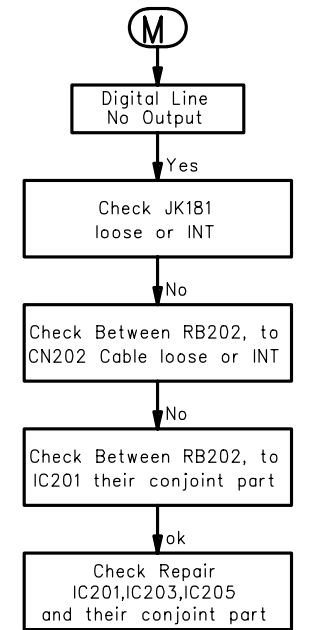 M
Digital Line
No Output
Yes
Check JK181
loose or INT
No
Check Between RB202, to
CN202 Cable loose or INT
No
Check Between RB202, to
IC201 their conjoint part
ok
Check Repair
IC201,IC203,IC205
and their conjoint part